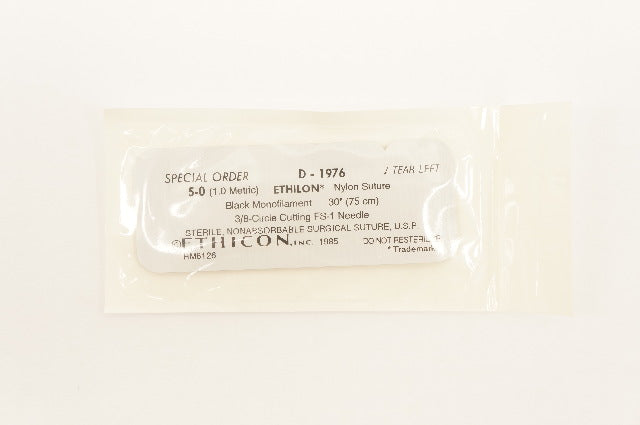 SPECIAL ORDER D - 1976 / TEAR LEFT
5-0 (1.0 Metric) ETHILON* Nylon Suture
Black Monofilament 30" (75 cm)
3/8-Circle Cutting FS-1 Needle
STERILE, NONABSORBABLE SURGICAL SUTURE, U.S.P.
©ETHICON, INC. 1985 DO NOT RESTERILIZE
RM6126 * Trademark